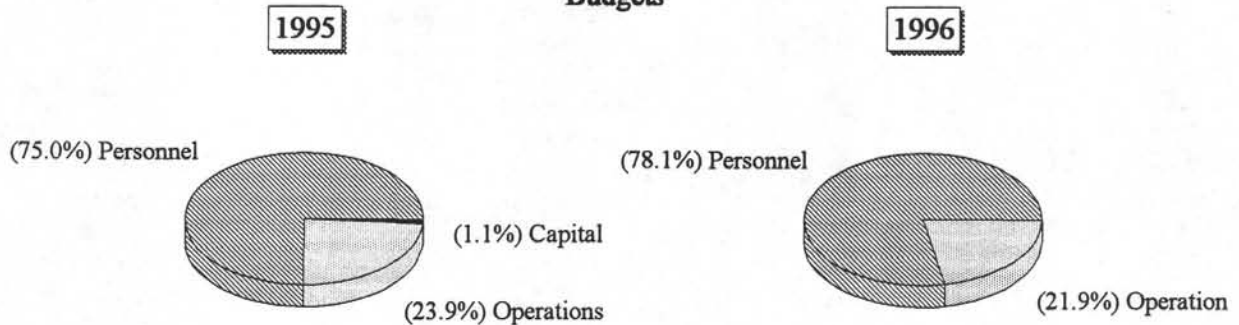 Budgets
1995
1996
(75.0%) Personnel
(1.1%) Capital
(23.9%) Operations
(78.1%) Personnel
(21.9%) Operation